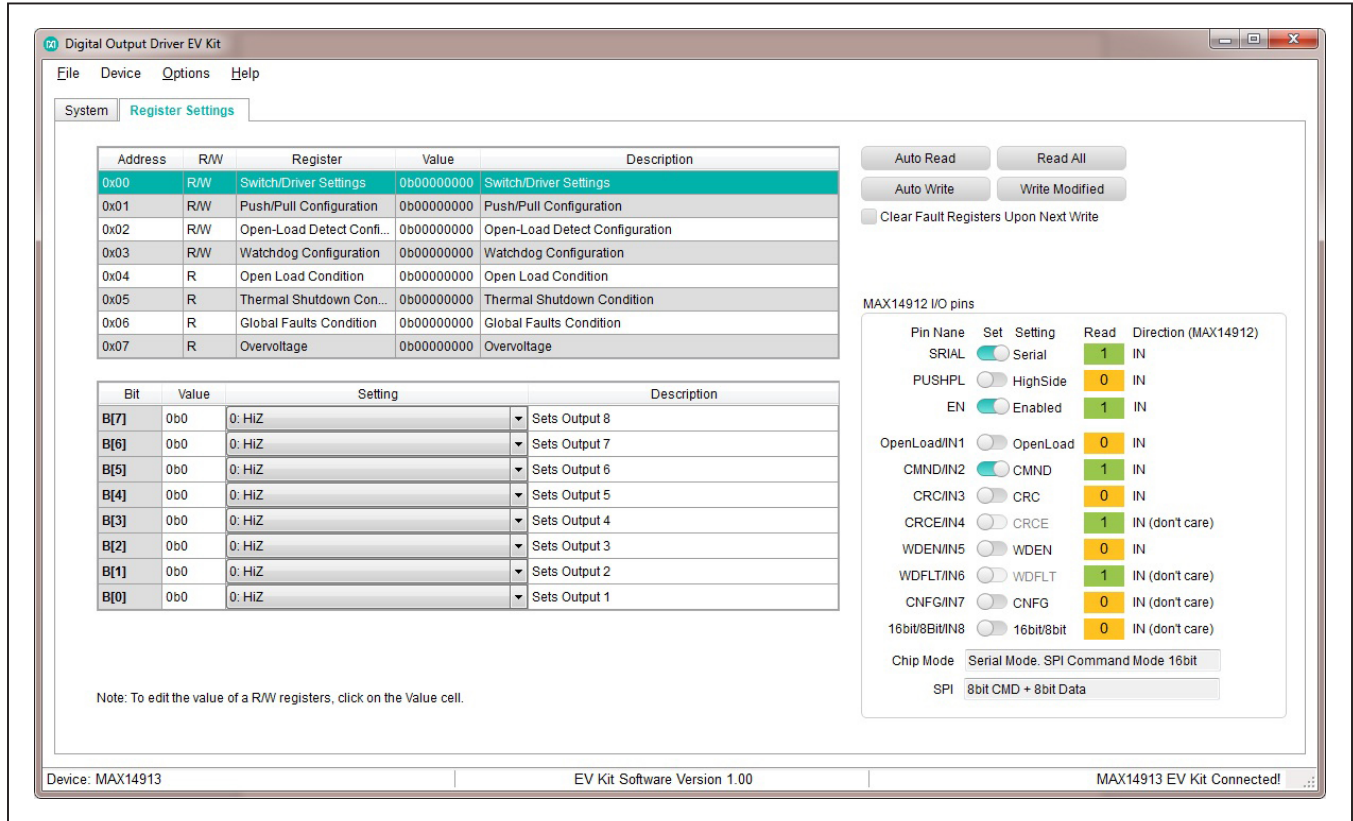 Digital Output Driver EV Kit
File Device Options Help
System Register Settings
Address R/W Register Value Description
0x00 R/W Switch/Driver Settings 0b00000000 Switch/Driver Settings
0x01 R/W Push/Pull Configuration 0b00000000 Push/Pull Configuration
0x02 R/W Open-Load Detect Confi... 0b00000000 Open-Load Detect Configuration
0x03 R/W Watchdog Configuration 0b00000000 Watchdog Configuration
0x04 R Open Load Condition 0b00000000 Open Load Condition
0x05 R Thermal Shutdown Con... 0b00000000 Thermal Shutdown Condition
0x06 R Global Faults Condition 0b00000000 Global Faults Condition
0x07 R Overvoltage 0b00000000 Overvoltage
Bit Value Setting Description
B[7] 0b0 0: HiZ Sets Output 8
B[6] 0b0 0: HiZ Sets Output 7
B[5] 0b0 0: HiZ Sets Output 6
B[4] 0b0 0: HiZ Sets Output 5
B[3] 0b0 0: HiZ Sets Output 4
B[2] 0b0 0: HiZ Sets Output 3
B[1] 0b0 0: HiZ Sets Output 2
B[0] 0b0 0: HiZ Sets Output 1
Note: To edit the value of a R/W registers, click on the Value cell.
Auto Read Read All
Auto Write Write Modified
Clear Fault Registers Upon Next Write
MAX14912 I/O pins
Pin Nane Set Setting Read Direction (MAX14912)
SRIAL Serial 1 IN
PUSHPL HighSide 0 IN
EN Enabled 1 IN
OpenLoad/IN1 OpenLoad 0 IN
CMND/IN2 CMND 1 IN
CRC/IN3 CRC 0 IN
CRCE/IN4 CRCE 1 IN (don't care)
WDEN/IN5 WDEN 0 IN
WDFLT/IN6 WDFLT 1 IN (don't care)
CNFG/IN7 CNFG 0 IN (don't care)
16bit/8Bit/IN8 16bit/8bit 0 IN (don't care)
Chip Mode Serial Mode. SPI Command Mode 16bit
SPI 8bit CMD + 8bit Data
Device: MAX14913 EV Kit Software Version 1.00 MAX14913 EV Kit Connected!